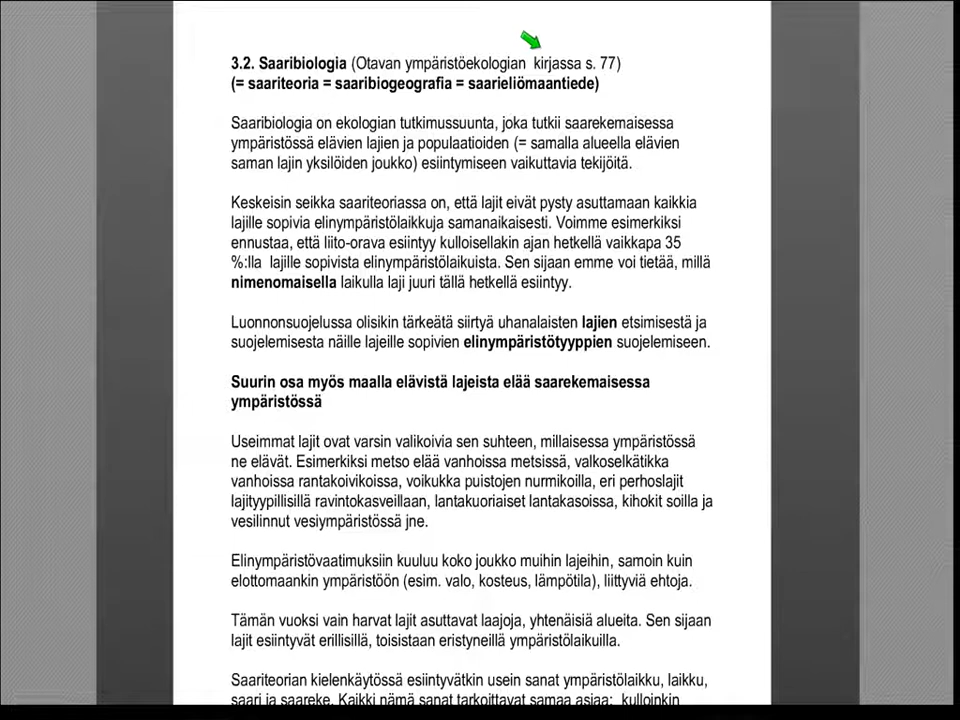 3.2. Saaribiologia (Otavan ympäristöekologian kirjassa s. 77)
(= saariteoria = saaribiogeografia = saarieliömaantiede)
Saaribiologia on ekologian tutkimussuunta, joka tutkii saarekemaisessa
ympäristössä elävien lajien ja populaatioiden (= samalla alueella elävien
saman lajin yksilöiden joukko) esiintymiseen vaikuttavia tekijöitä.
Keskeisin seikka saariteoriassa on, että lajit eivät pysty asuttamaan kaikkia
lajille sopivia elinympäristölaikkuja samanaikaisesti. Voimme esimerkiksi
ennustaa, että liito-orava esiintyy kulloisellakin ajan hetkellä vaikkapa 35
%:lla lajille sopivista elinympäristölaikuista. Sen sijaan emme voi tietää, millä
nimenomaisella laikulla laji juuri tällä hetkellä esiintyy.
Luonnonsuojelussa olisikin tärkeätä siirtyä uhanalaisten lajien etsimisestä ja
suojelemisesta näille lajeille sopivien elinympäristötyyppien suojelemiseen.
Suurin osa myös maalla elävistä lajeista elää saarekemaisessa
ympäristössä
Useimmat lajit ovat varsin valikoivia sen suhteen, millaisessa ympäristössä
ne elävät. Esimerkiksi metso elää vanhoissa metsissä, valkoselkätikka
vanhoissa rantakoivikoissa, voikukka puistojen nurmikoilla, eri perhoslajit
lajityypillisillä ravintokasveillaan, lantakuoriaiset lantakasoissa, kihokit soilla ja
vesilinnut vesiympäristössä jne.
Elinympäristövaatimuksiin kuuluu koko joukko muihin lajeihin, samoin kuin
elottomaankin ympäristöön (esim. valo, kosteus, lämpötila), liittyviä ehtoja.
Tämän vuoksi vain harvat lajit asuttavat laajoja, yhtenäisiä alueita. Sen sijaan
lajit esiintyvät erillisillä, toisistaan eristyneillä ympäristölaikuilla.
Saariteorian kielenkäytössä esiintyvätkin usein sanat ympäristölaikku, laikku,
saari ja saareke. Kaikki nämä sanat tarkoittavat samaa asiaa: kulloinkin